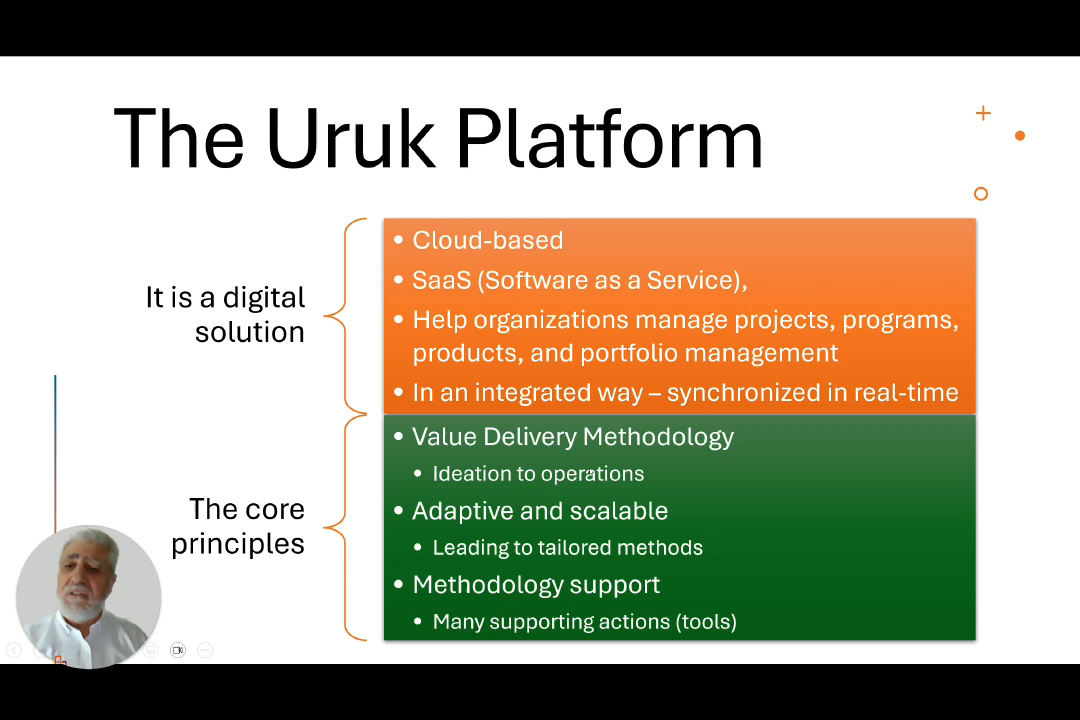 The Uruk Platform
It is a digital
solution
• Cloud-based
• SaaS (Software as a Service),
• Help organizations manage projects, programs,
products, and portfolio management
• In an integrated way – synchronized in real-time
The core
principles
• Value Delivery Methodology
• Ideation to operations
• Adaptive and scalable
• Leading to tailored methods
• Methodology support
• Many supporting actions (tools)